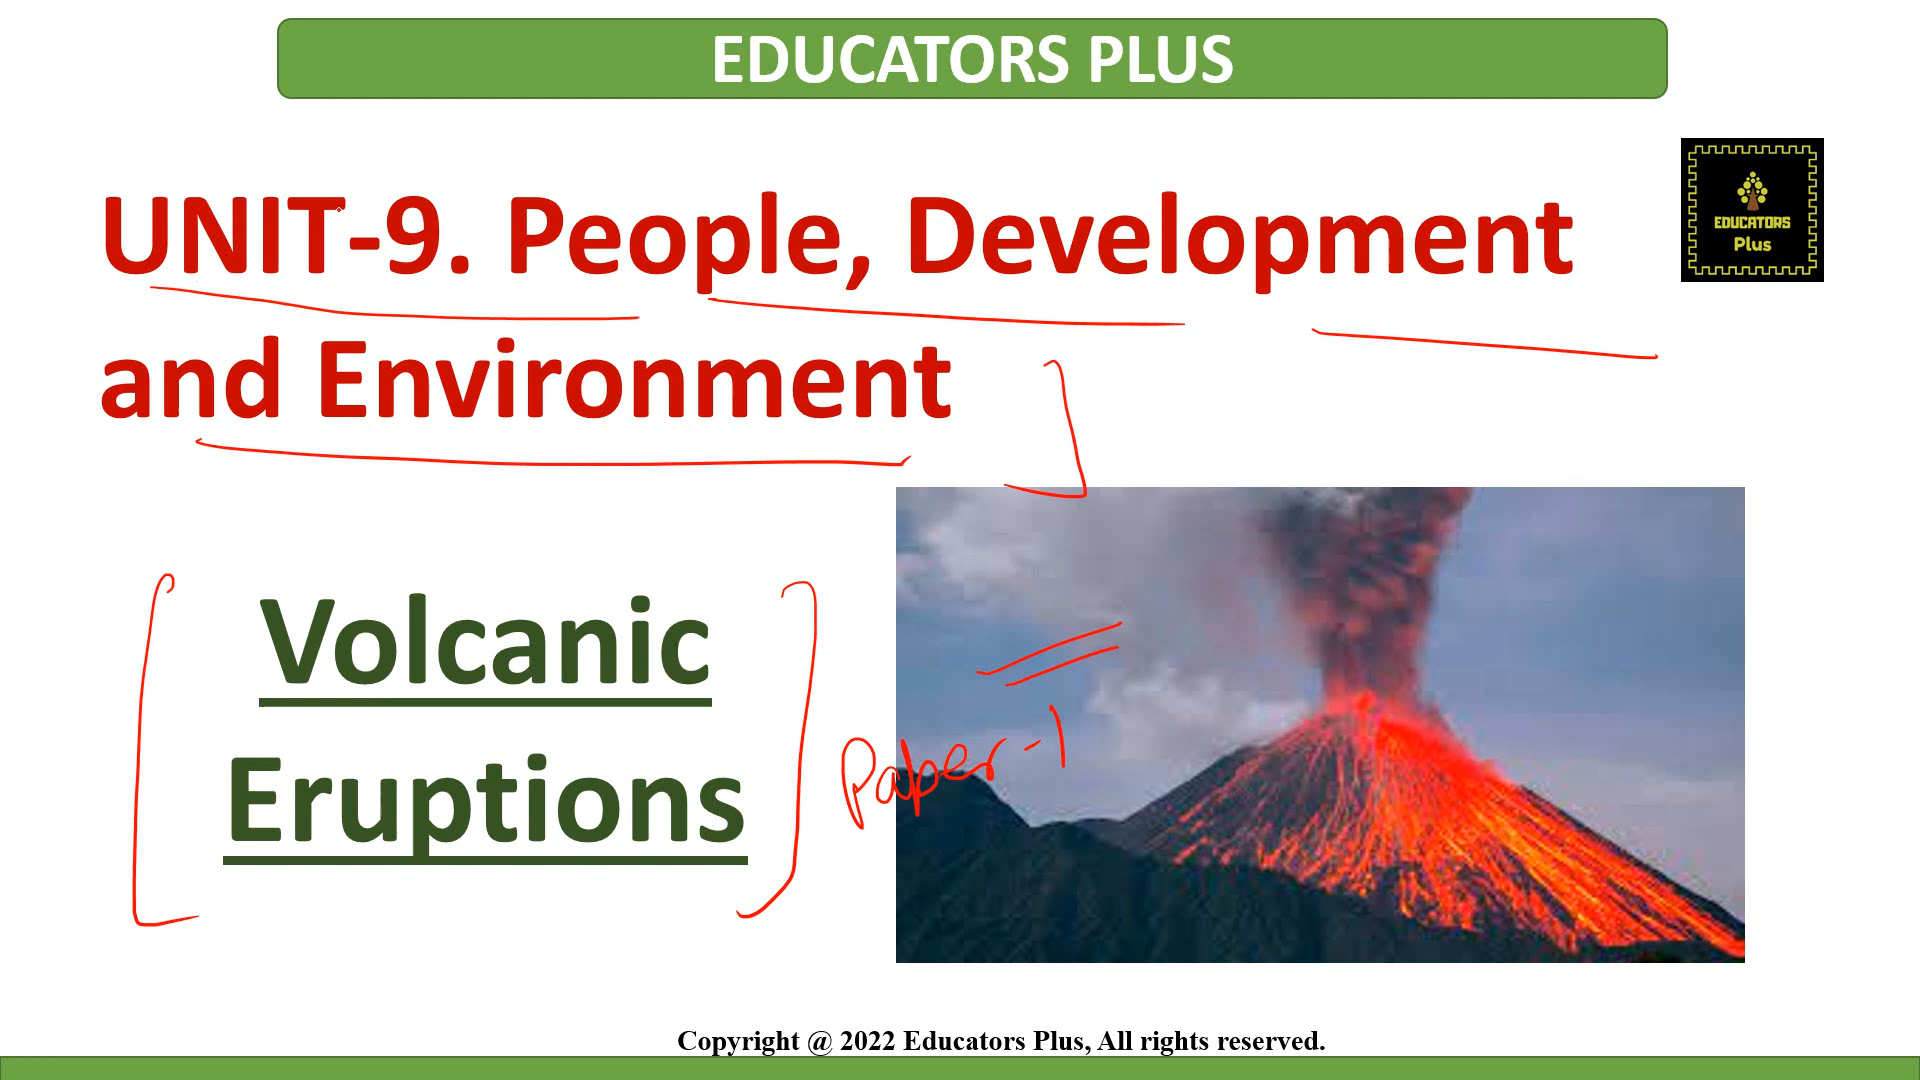 EDUCATORS PLUS
UNIT-9. People, Development
and Environment
EDUCATORS
Plus
Volcanic
Eruptions
Paper-1
Copyright @ 2022 Educators Plus, All rights reserved.